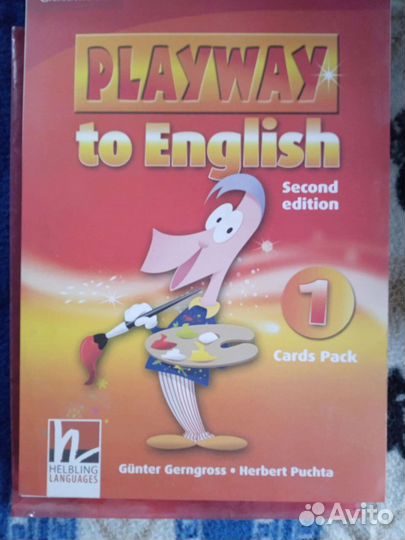 PLAYWAY
to English
Second
edition
1
Cards Pack
h
HELBLING
LANGUAGES
Günter Gerngross • Herbert Puchta
Avito